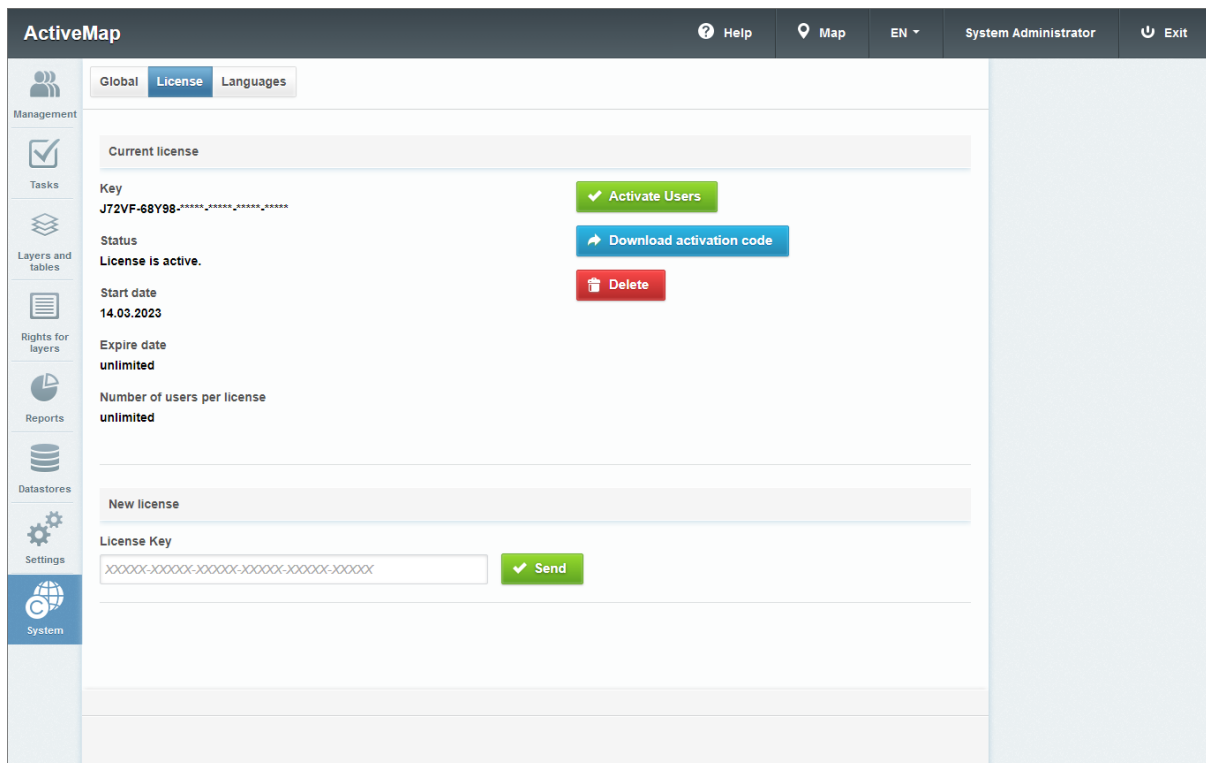 ActiveMap
Help
Map
EN
System Administrator
Exit
Management
Tasks
Layers and
tables
Rights for
layers
Reports
Datastores
Settings
System
Global
License
Languages
Current license
Key
J72VF-68Y98-*****-*****-*****-*****
Status
License is active.
Start date
14.03.2023
Expire date
unlimited
Number of users per license
unlimited
Activate Users
Download activation code
Delete
New license
License Key
XXXXX-XXXXX-XXXXX-XXXXX-XXXXX-XXXXX
Send